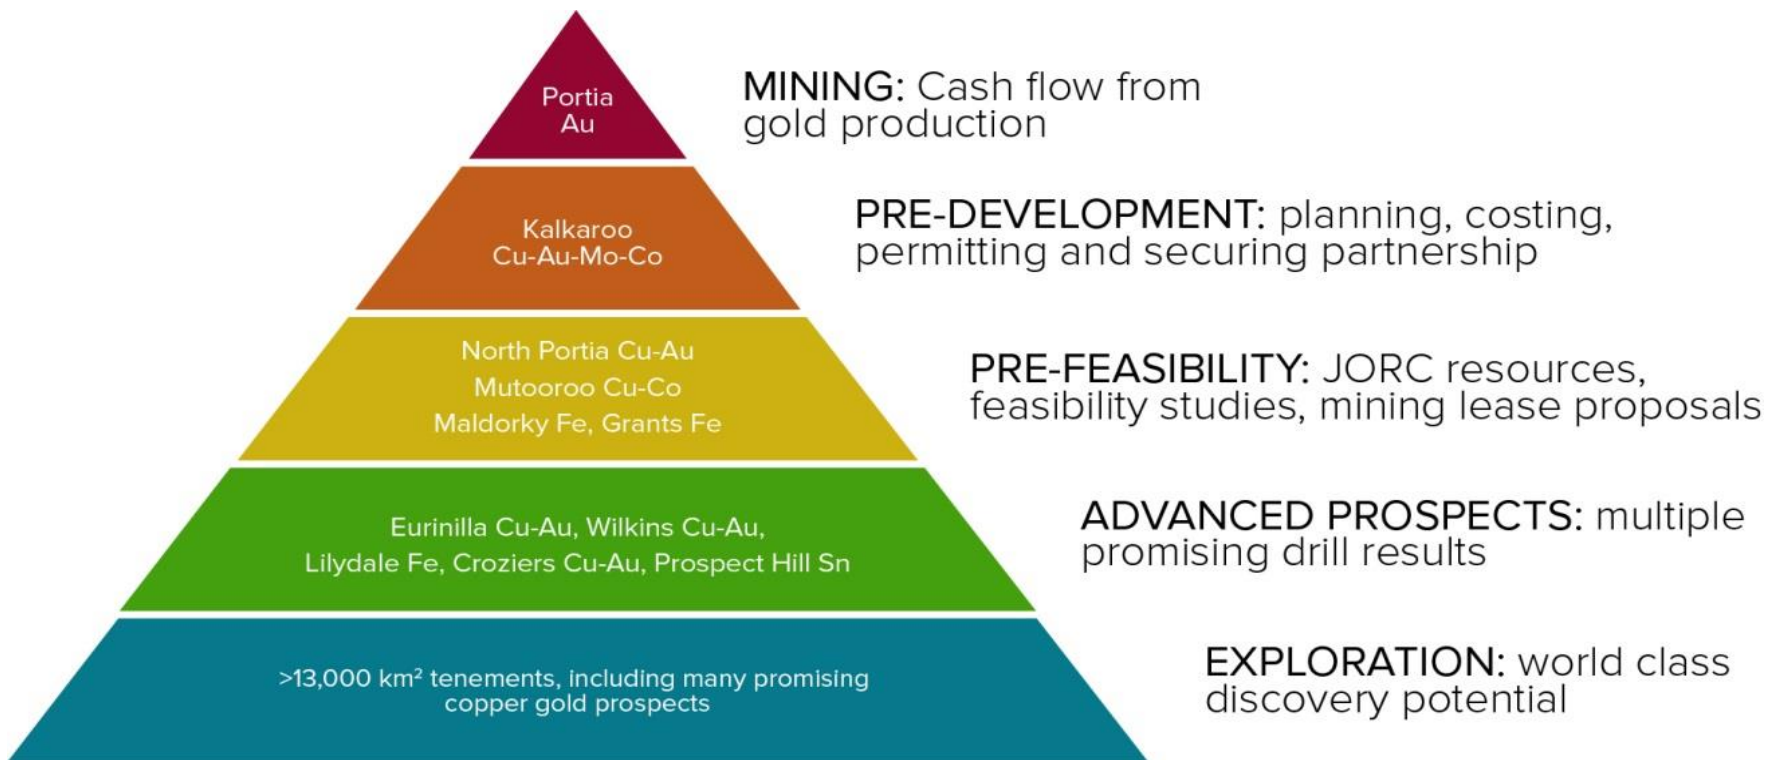 Portia
Au
MINING: Cash flow from
gold production
Kalkaroo
Cu-Au-Mo-Co
PRE-DEVELOPMENT: planning, costing,
permitting and securing partnership
North Portia Cu-Au
Mutooroo Cu-Co
Maldorky Fe, Grants Fe
PRE-FEASIBILITY: JORC resources,
feasibility studies, mining lease proposals
Eurinilla Cu-Au, Wilkins Cu-Au,
Lilydale Fe, Croziers Cu-Au, Prospect Hill Sn
ADVANCED PROSPECTS: multiple
promising drill results
>13,000 km² tenements, including many promising
copper gold prospects
EXPLORATION: world class
discovery potential